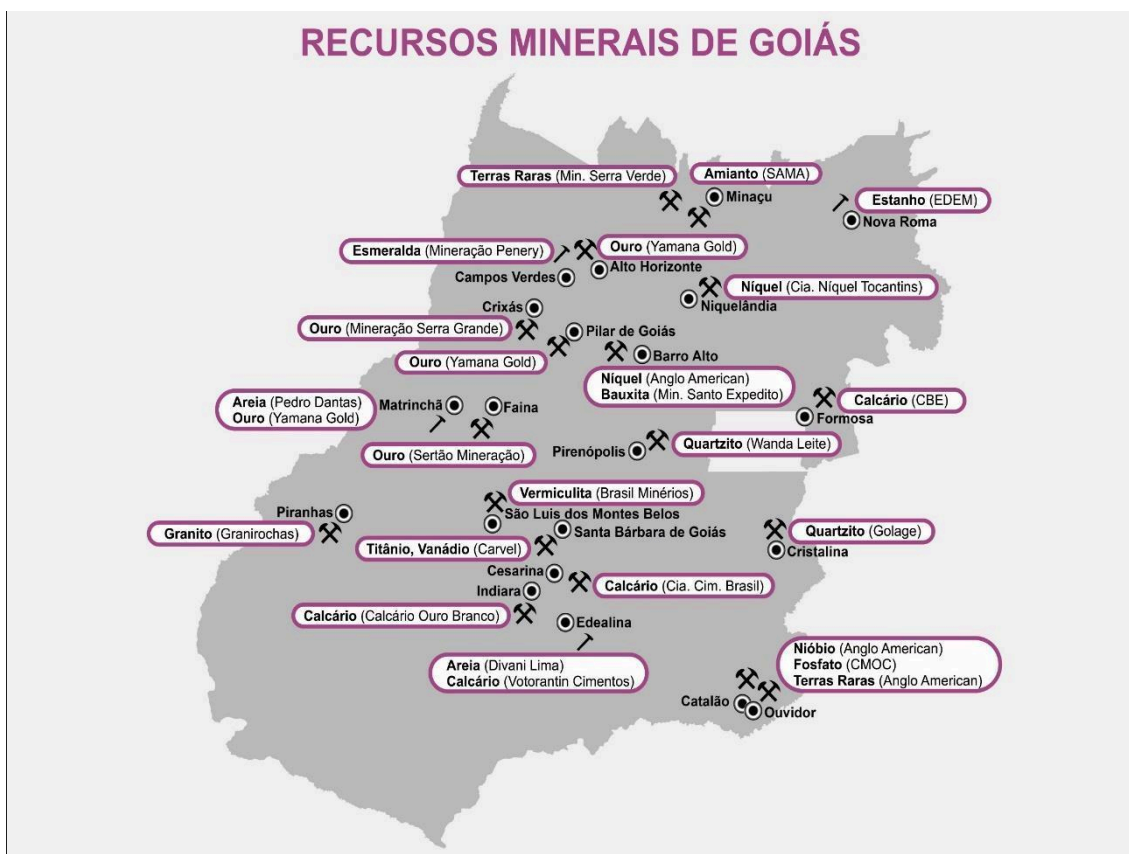 RECURSOS MINERAIS DE GOIÁS
Terras Raras (Min. Serra Verde)
Amianto (SAMA)
Minaçu
Estanho (EDEM)
Nova Roma
Esmeralda (Mineração Penery)
Ouro (Yamana Gold)
Alto Horizonte
Campos Verdes
Níquel (Cia. Níquel Tocantins)
Niquelândia
Crixás
Ouro (Mineração Serra Grande)
Pilar de Goiás
Ouro (Yamana Gold)
Barro Alto
Níquel (Anglo American)
Bauxita (Min. Santo Expedito)
Areia (Pedro Dantas)
Ouro (Yamana Gold)
Matrinchã
Faina
Calcário (CBE)
Formosa
Ouro (Sertão Mineração)
Pirenópolis
Quartzito (Wanda Leite)
Vermiculita (Brasil Minérios)
São Luis dos Montes Belos
Piranhas
Granito (Granirochas)
Santa Bárbara de Goiás
Quartzito (Golage)
Cristalina
Titânio, Vanádio (Carvel)
Cesarina
Indiara
Calcário (Cia. Cim. Brasil)
Calcário (Calcário Ouro Branco)
Edealina
Areia (Divani Lima)
Calcário (Votorantin Cimentos)
Nióbio (Anglo American)
Fosfato (CMOC)
Terras Raras (Anglo American)
Catalão
Ouvidor